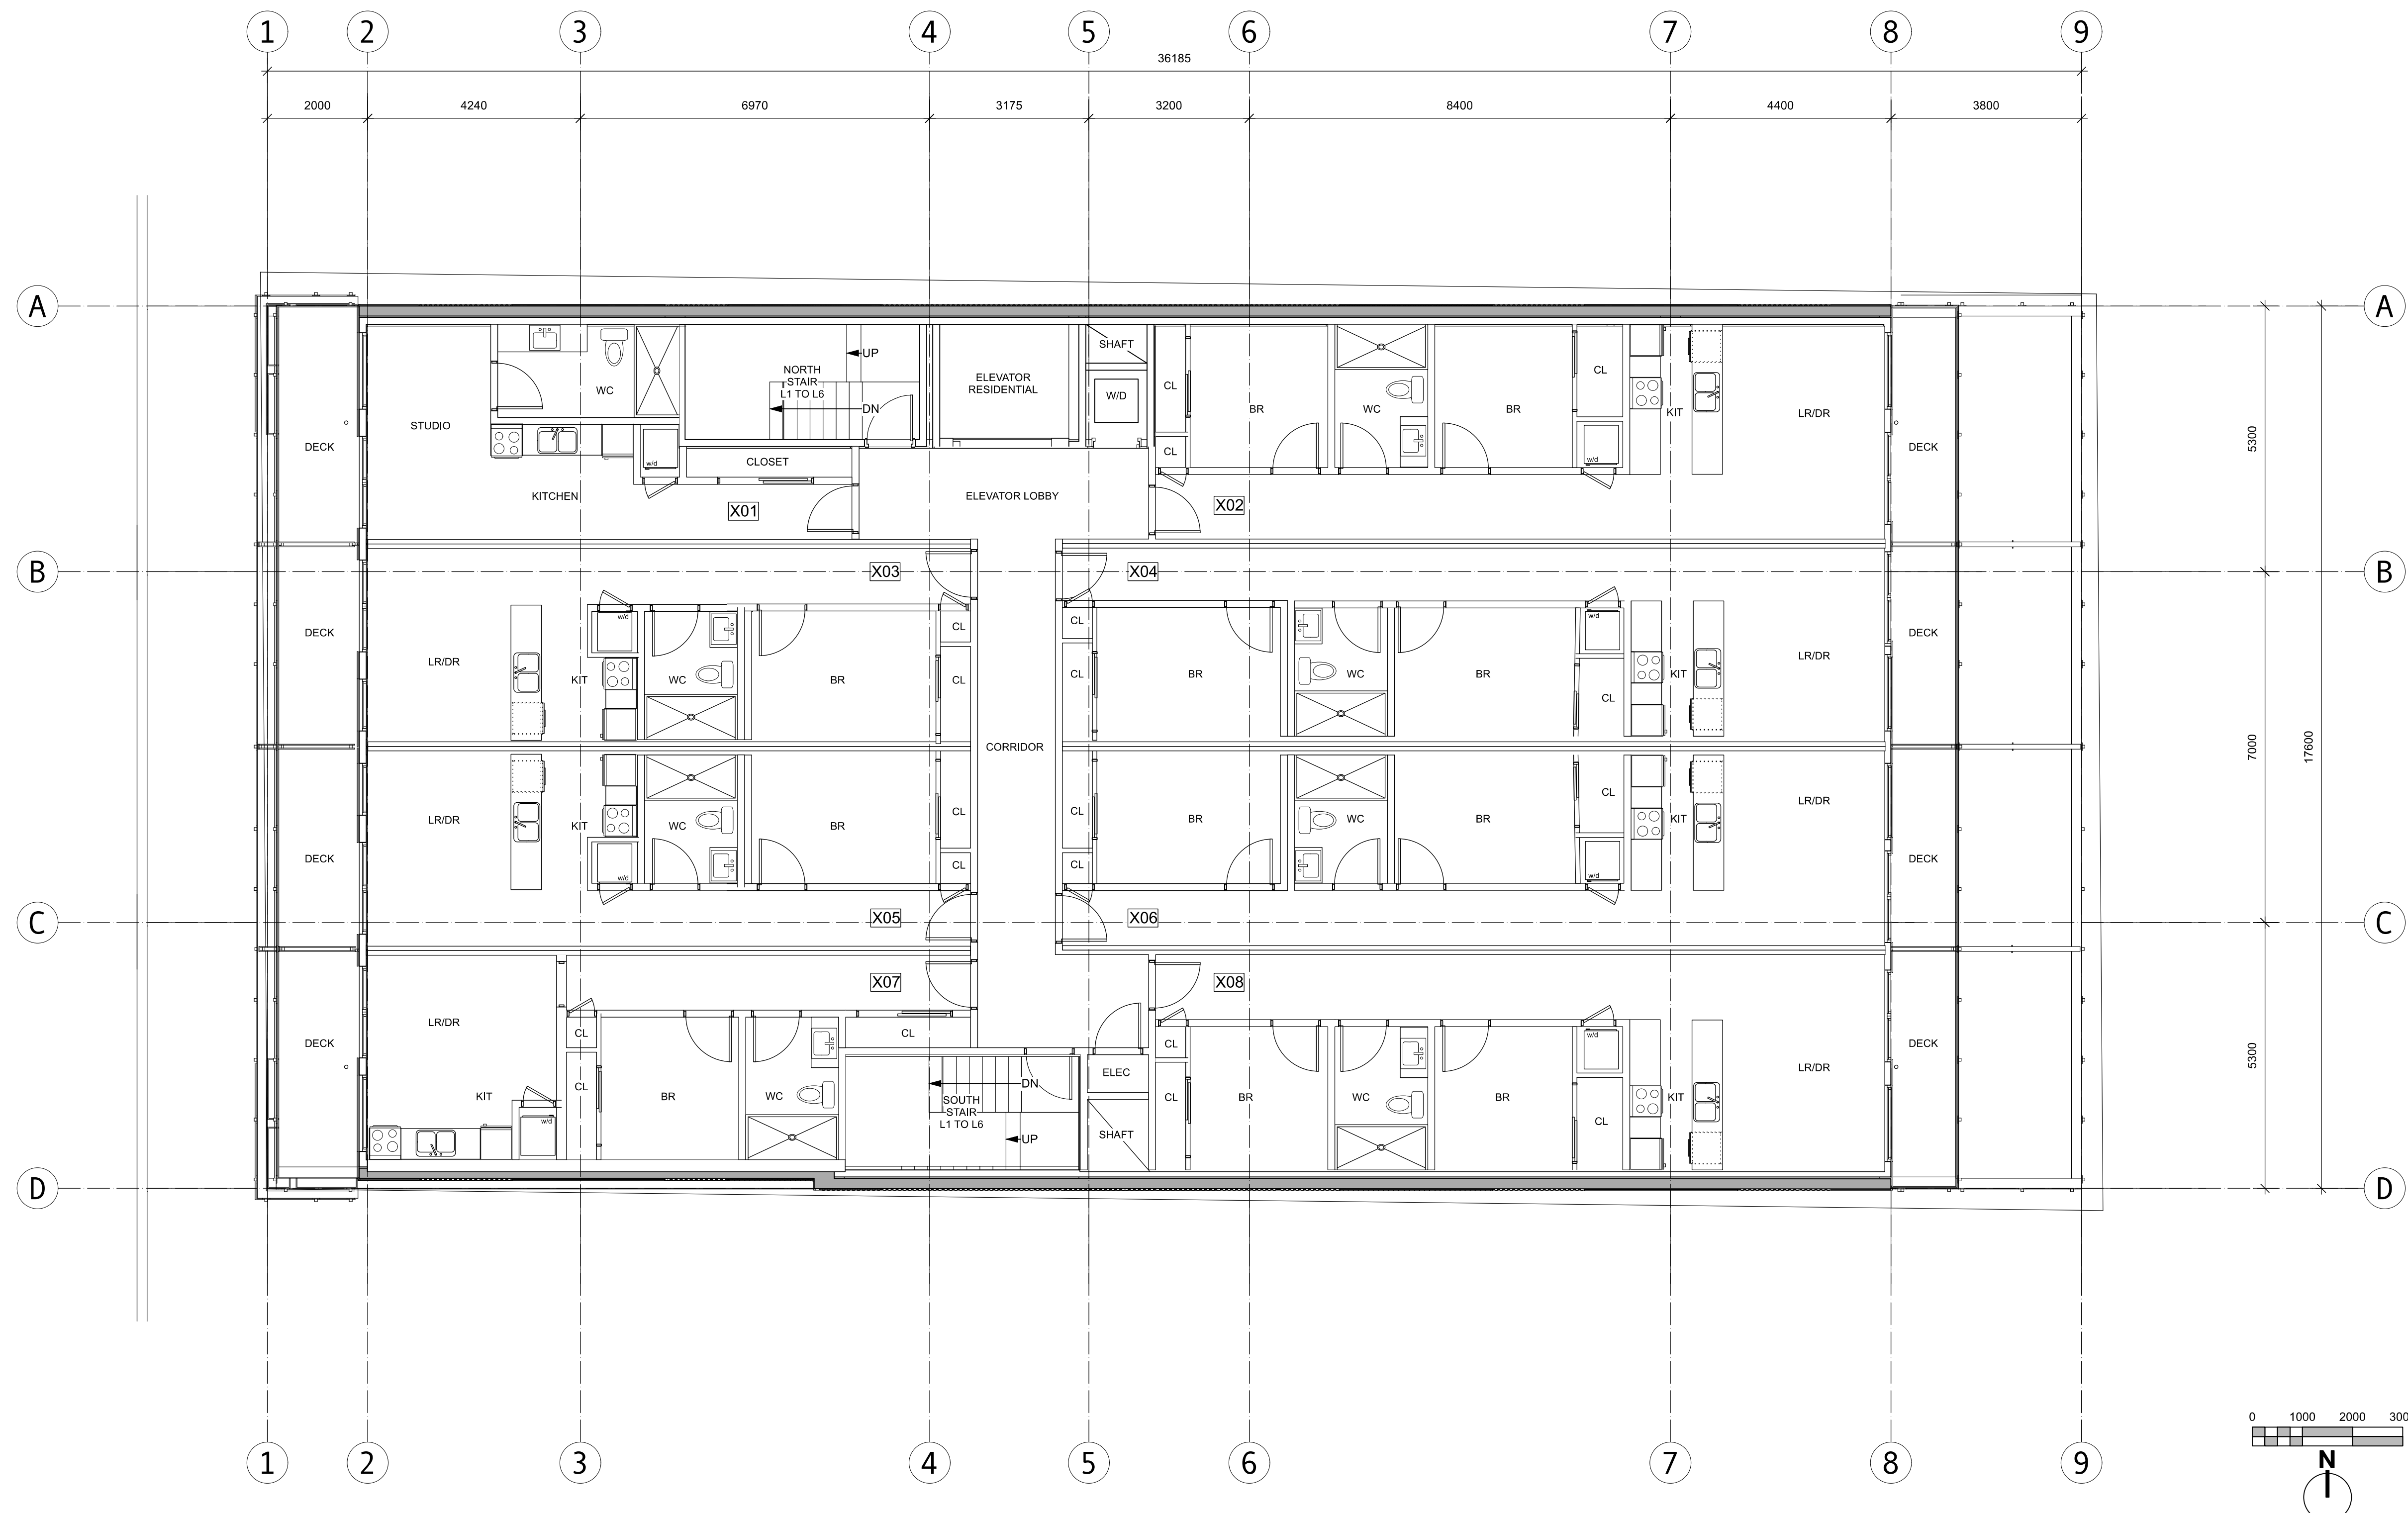 1 2 3 4 5 6 7 8 9
36185
2000 4240 6970 3175 3200 8400 4400 3800
A A
SHAFT
UP
NORTH
STAIR
L1 TO L6
ELEVATOR
RESIDENTIAL
CL
WC
W/D
CL
BR
WC
BR
DN
KIT
LR/DR
STUDIO
5300
DECK
DECK
CL
CLOSET
w/d
w/d
KITCHEN
ELEVATOR LOBBY
X01
X02
B B
X03
X04
w/d
w/d
CL
CL
DECK
DECK
LR/DR
LR/DR
KIT
WC
BR
CL
CL
BR
WC
BR
CL
KIT
CORRIDOR
7000
17600
LR/DR
KIT
WC
BR
CL
CL
BR
WC
BR
CL
KIT
LR/DR
DECK
CL
CL
DECK
w/d
w/d
C C
X05
X06
X07
X08
LR/DR
CL
CL
CL
w/d
DECK
DECK
5300
ELEC
LR/DR
CL
DN
KIT
BR
WC
SOUTH
STAIR
L1 TO L6
CL
BR
WC
BR
KIT
w/d
CL
UP
SHAFT
D D
0 1000 2000 300
N
1 2 3 4 5 6 7 8 9